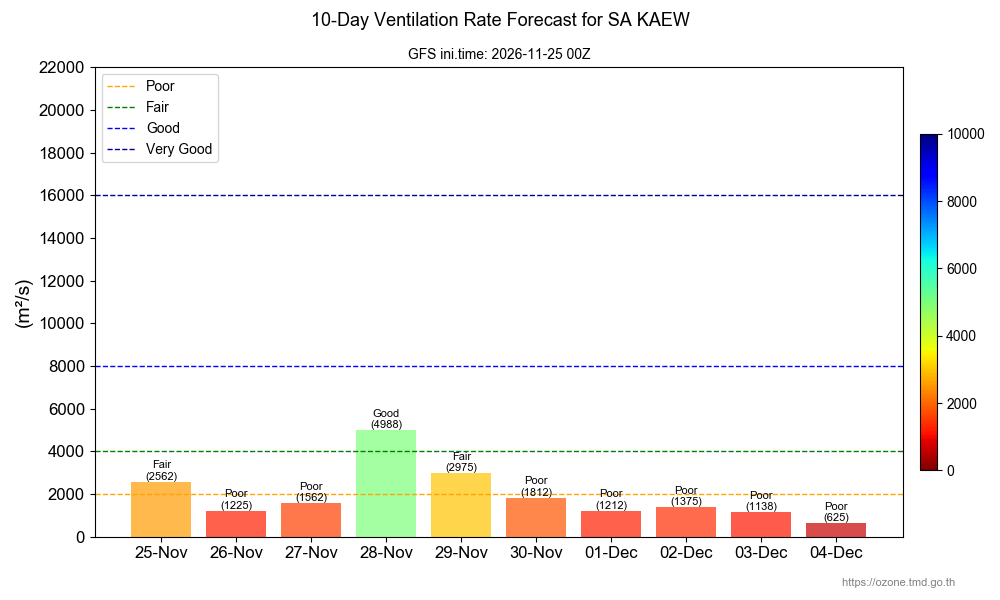 10-Day Ventilation Rate Forecast for SA KAEW
GFS ini.time: 2026-11-25 00Z
(m²/s)
22000
20000
18000
16000
14000
12000
10000
8000
6000
4000
2000
0
Poor
Fair
Good
Very Good
Fair
(2562)
Poor
(1225)
Poor
(1562)
Good
(4988)
Fair
(2975)
Poor
(1812)
Poor
(1212)
Poor
(1375)
Poor
(1138)
Poor
(625)
25-Nov 26-Nov 27-Nov 28-Nov 29-Nov 30-Nov 01-Dec 02-Dec 03-Dec 04-Dec
10000
8000
6000
4000
2000
0
https://ozone.tmd.go.th